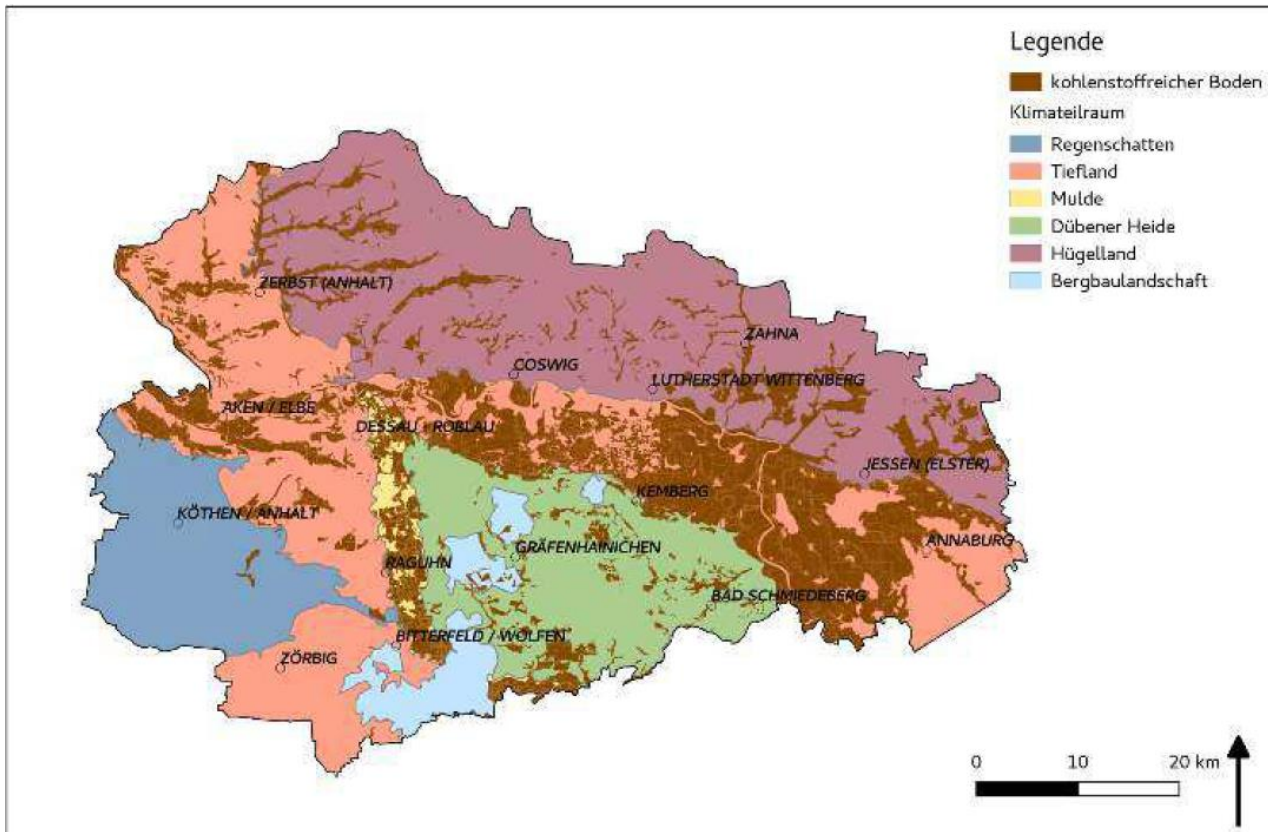 Legende
kohlenstoffreicher Boden
Klimateilraum
Regenschatten
Tiefland
Mulde
Dübener Heide
Hügelland
Bergbaulandschaft
ZERBST (ANHALT)
ZAHNA
COSWIG
LUTHERSTADT WITTENBERG
AKEN / ELBE
DESSAU - ROßLAU
JESSEN (ELSTER)
KEMBERG
KÖTHEN / ANHALT
ANNABURG
GRÄFENHAINICHEN
RAGUHN
BAD SCHMIEDEBERG
BITTERFELD / WOLFEN
ZÖRBIG
0 10 20 km